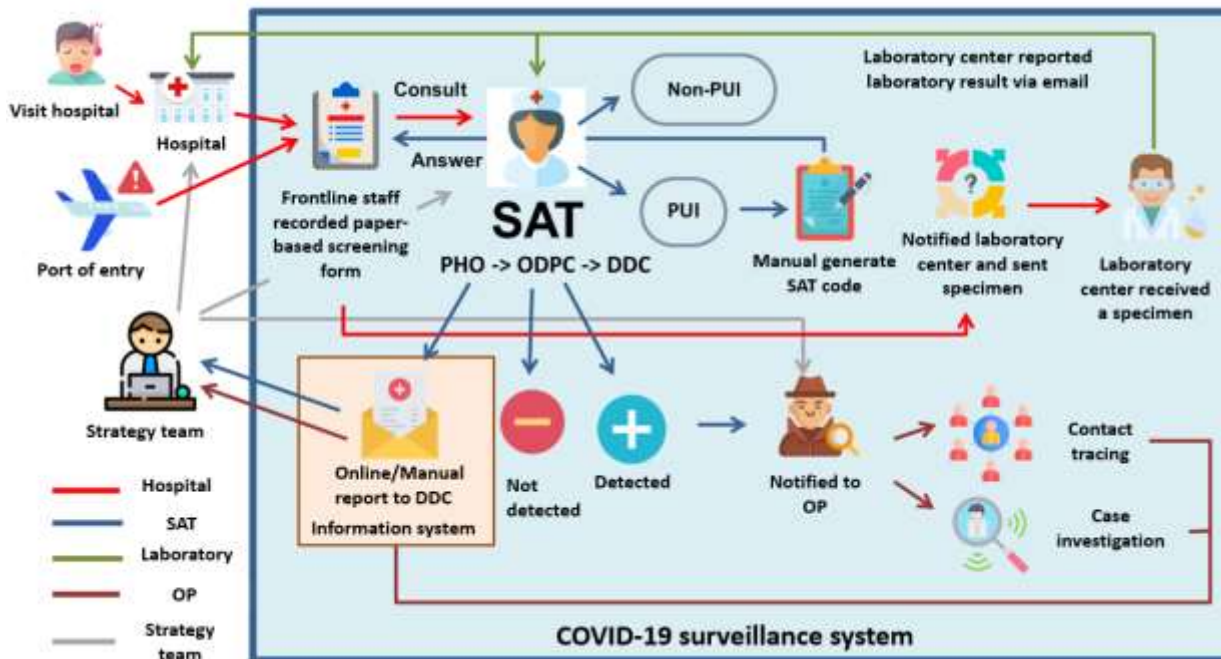 Visit hospital
Hospital
Port of entry
Strategy team
Consult
Answer
Frontline staff
recorded paper-
based screening
form
SAT
PHO -> ODPC -> DDC
Non-PUI
PUI
Manual generate
SAT code
Laboratory center reported
laboratory result via email
?
Notified laboratory
center and sent
specimen
Laboratory
center received
a specimen
Online/Manual
report to DDC
Information system
Not
detected
Detected
Notified to
OP
Contact
tracing
Case
investigation
Hospital
SAT
Laboratory
OP
Strategy
team
COVID-19 surveillance system